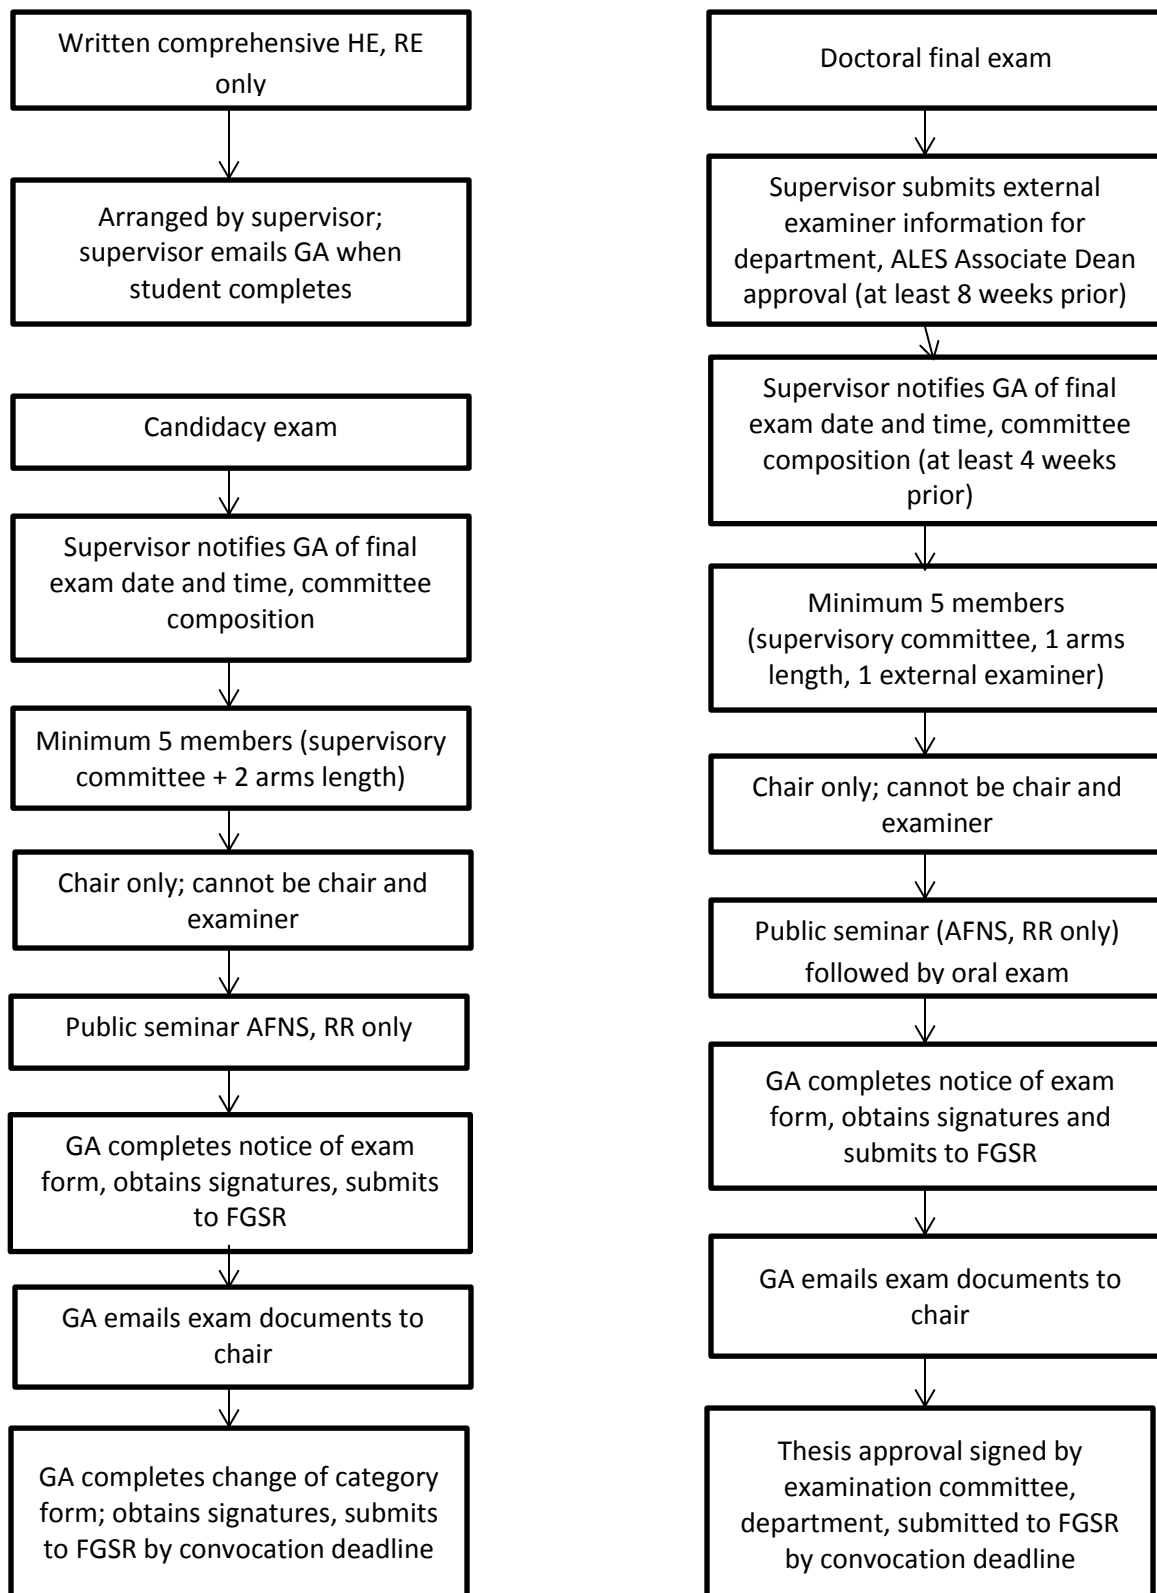 Written comprehensive HE, RE
only
Arranged by supervisor;
supervisor emails GA when
student completes
Candidacy exam
Supervisor notifies GA of final
exam date and time, committee
composition
Minimum 5 members (supervisory
committee + 2 arms length)
Chair only; cannot be chair and
examiner
Public seminar AFNS, RR only
GA completes notice of exam
form, obtains signatures, submits
to FGSR
GA emails exam documents to
chair
GA completes change of category
form; obtains signatures, submits
to FGSR by convocation deadline
Doctoral final exam
Supervisor submits external
examiner information for
department, ALES Associate Dean
approval (at least 8 weeks prior)
Supervisor notifies GA of final
exam date and time, committee
composition (at least 4 weeks
prior)
Minimum 5 members
(supervisory committee, 1 arms
length, 1 external examiner)
Chair only; cannot be chair and
examiner
Public seminar (AFNS, RR only)
followed by oral exam
GA completes notice of exam
form, obtains signatures and
submits to FGSR
GA emails exam documents to
chair
Thesis approval signed by
examination committee,
department, submitted to FGSR
by convocation deadline